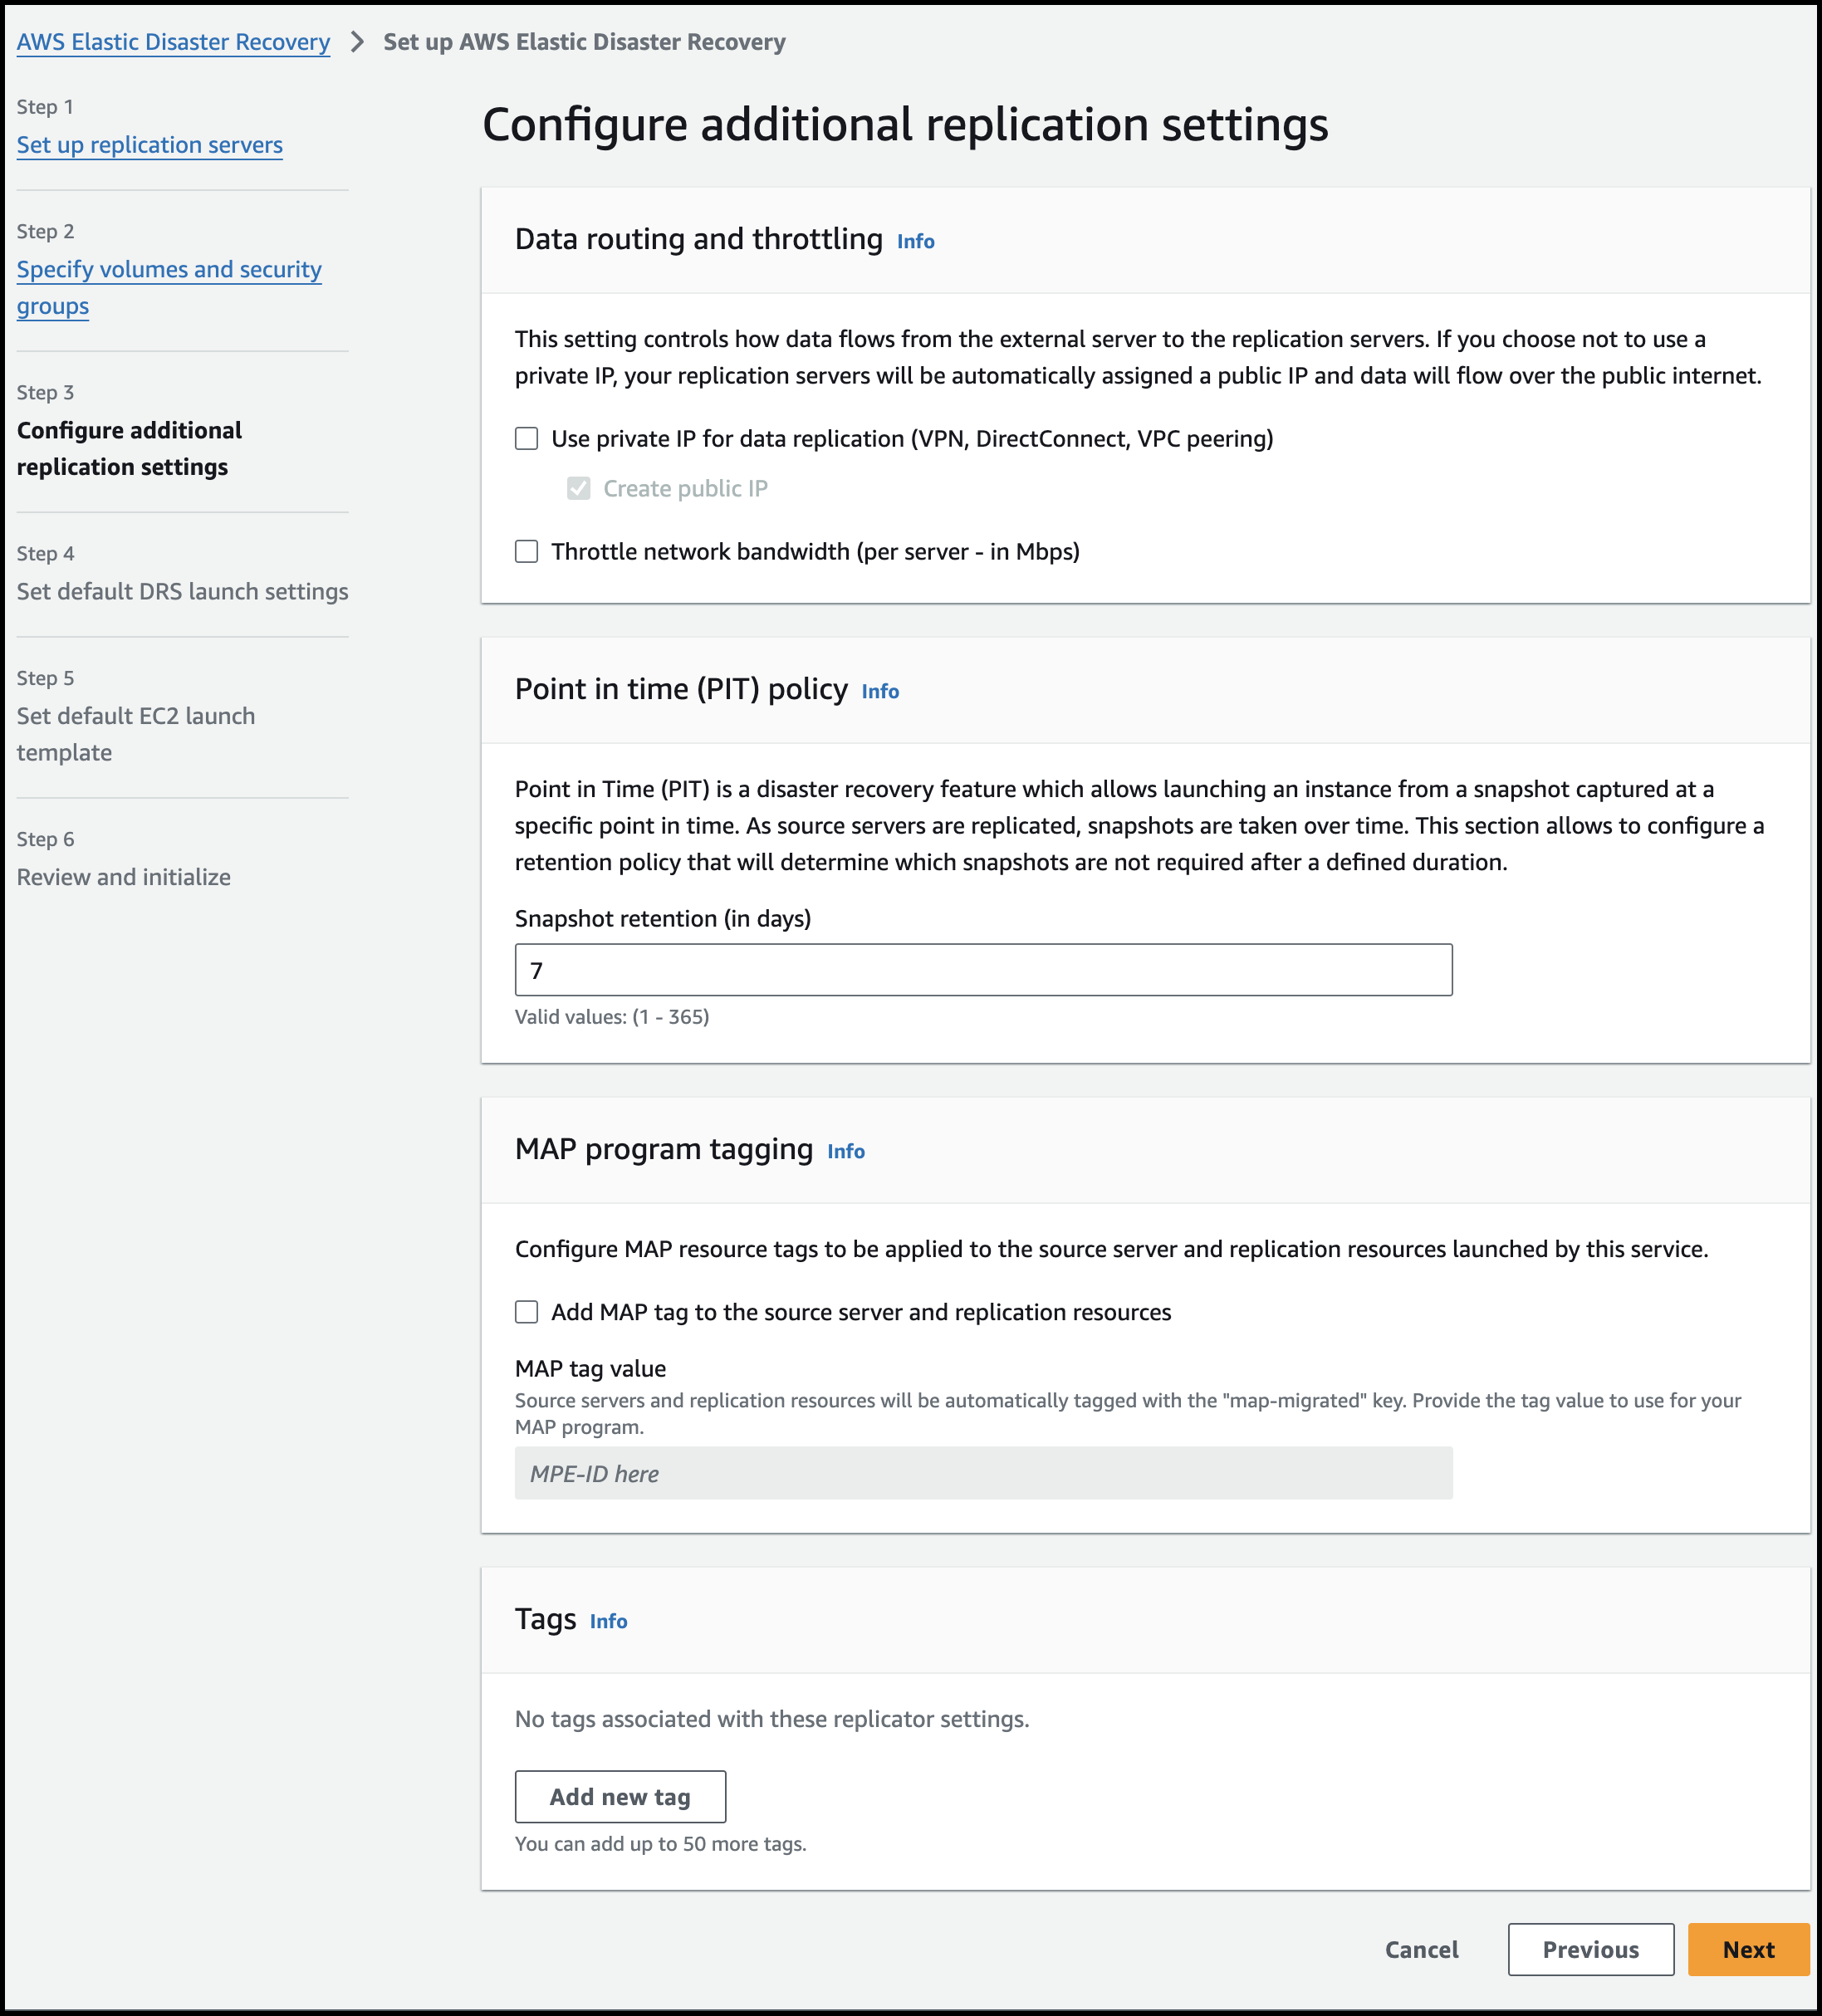 AWS Elastic Disaster Recovery > Set up AWS Elastic Disaster Recovery
Step 1
Set up replication servers
Step 2
Specify volumes and security
groups
Step 3
Configure additional
replication settings
Step 4
Set default DRS launch settings
Step 5
Set default EC2 launch
template
Step 6
Review and initialize
Configure additional replication settings
Data routing and throttling Info
This setting controls how data flows from the external server to the replication servers. If you choose not to use a
private IP, your replication servers will be automatically assigned a public IP and data will flow over the public internet.
Use private IP for data replication (VPN, DirectConnect, VPC peering)
Create public IP
Throttle network bandwidth (per server - in Mbps)
Point in time (PIT) policy Info
Point in Time (PIT) is a disaster recovery feature which allows launching an instance from a snapshot captured at a
specific point in time. As source servers are replicated, snapshots are taken over time. This section allows to configure a
retention policy that will determine which snapshots are not required after a defined duration.
Snapshot retention (in days)
7
Valid values: (1 - 365)
MAP program tagging Info
Configure MAP resource tags to be applied to the source server and replication resources launched by this service.
Add MAP tag to the source server and replication resources
MAP tag value
Source servers and replication resources will be automatically tagged with the "map-migrated" key. Provide the tag value to use for your
MAP program.
MPE-ID here
Tags Info
No tags associated with these replicator settings.
Add new tag
You can add up to 50 more tags.
Cancel Previous Next